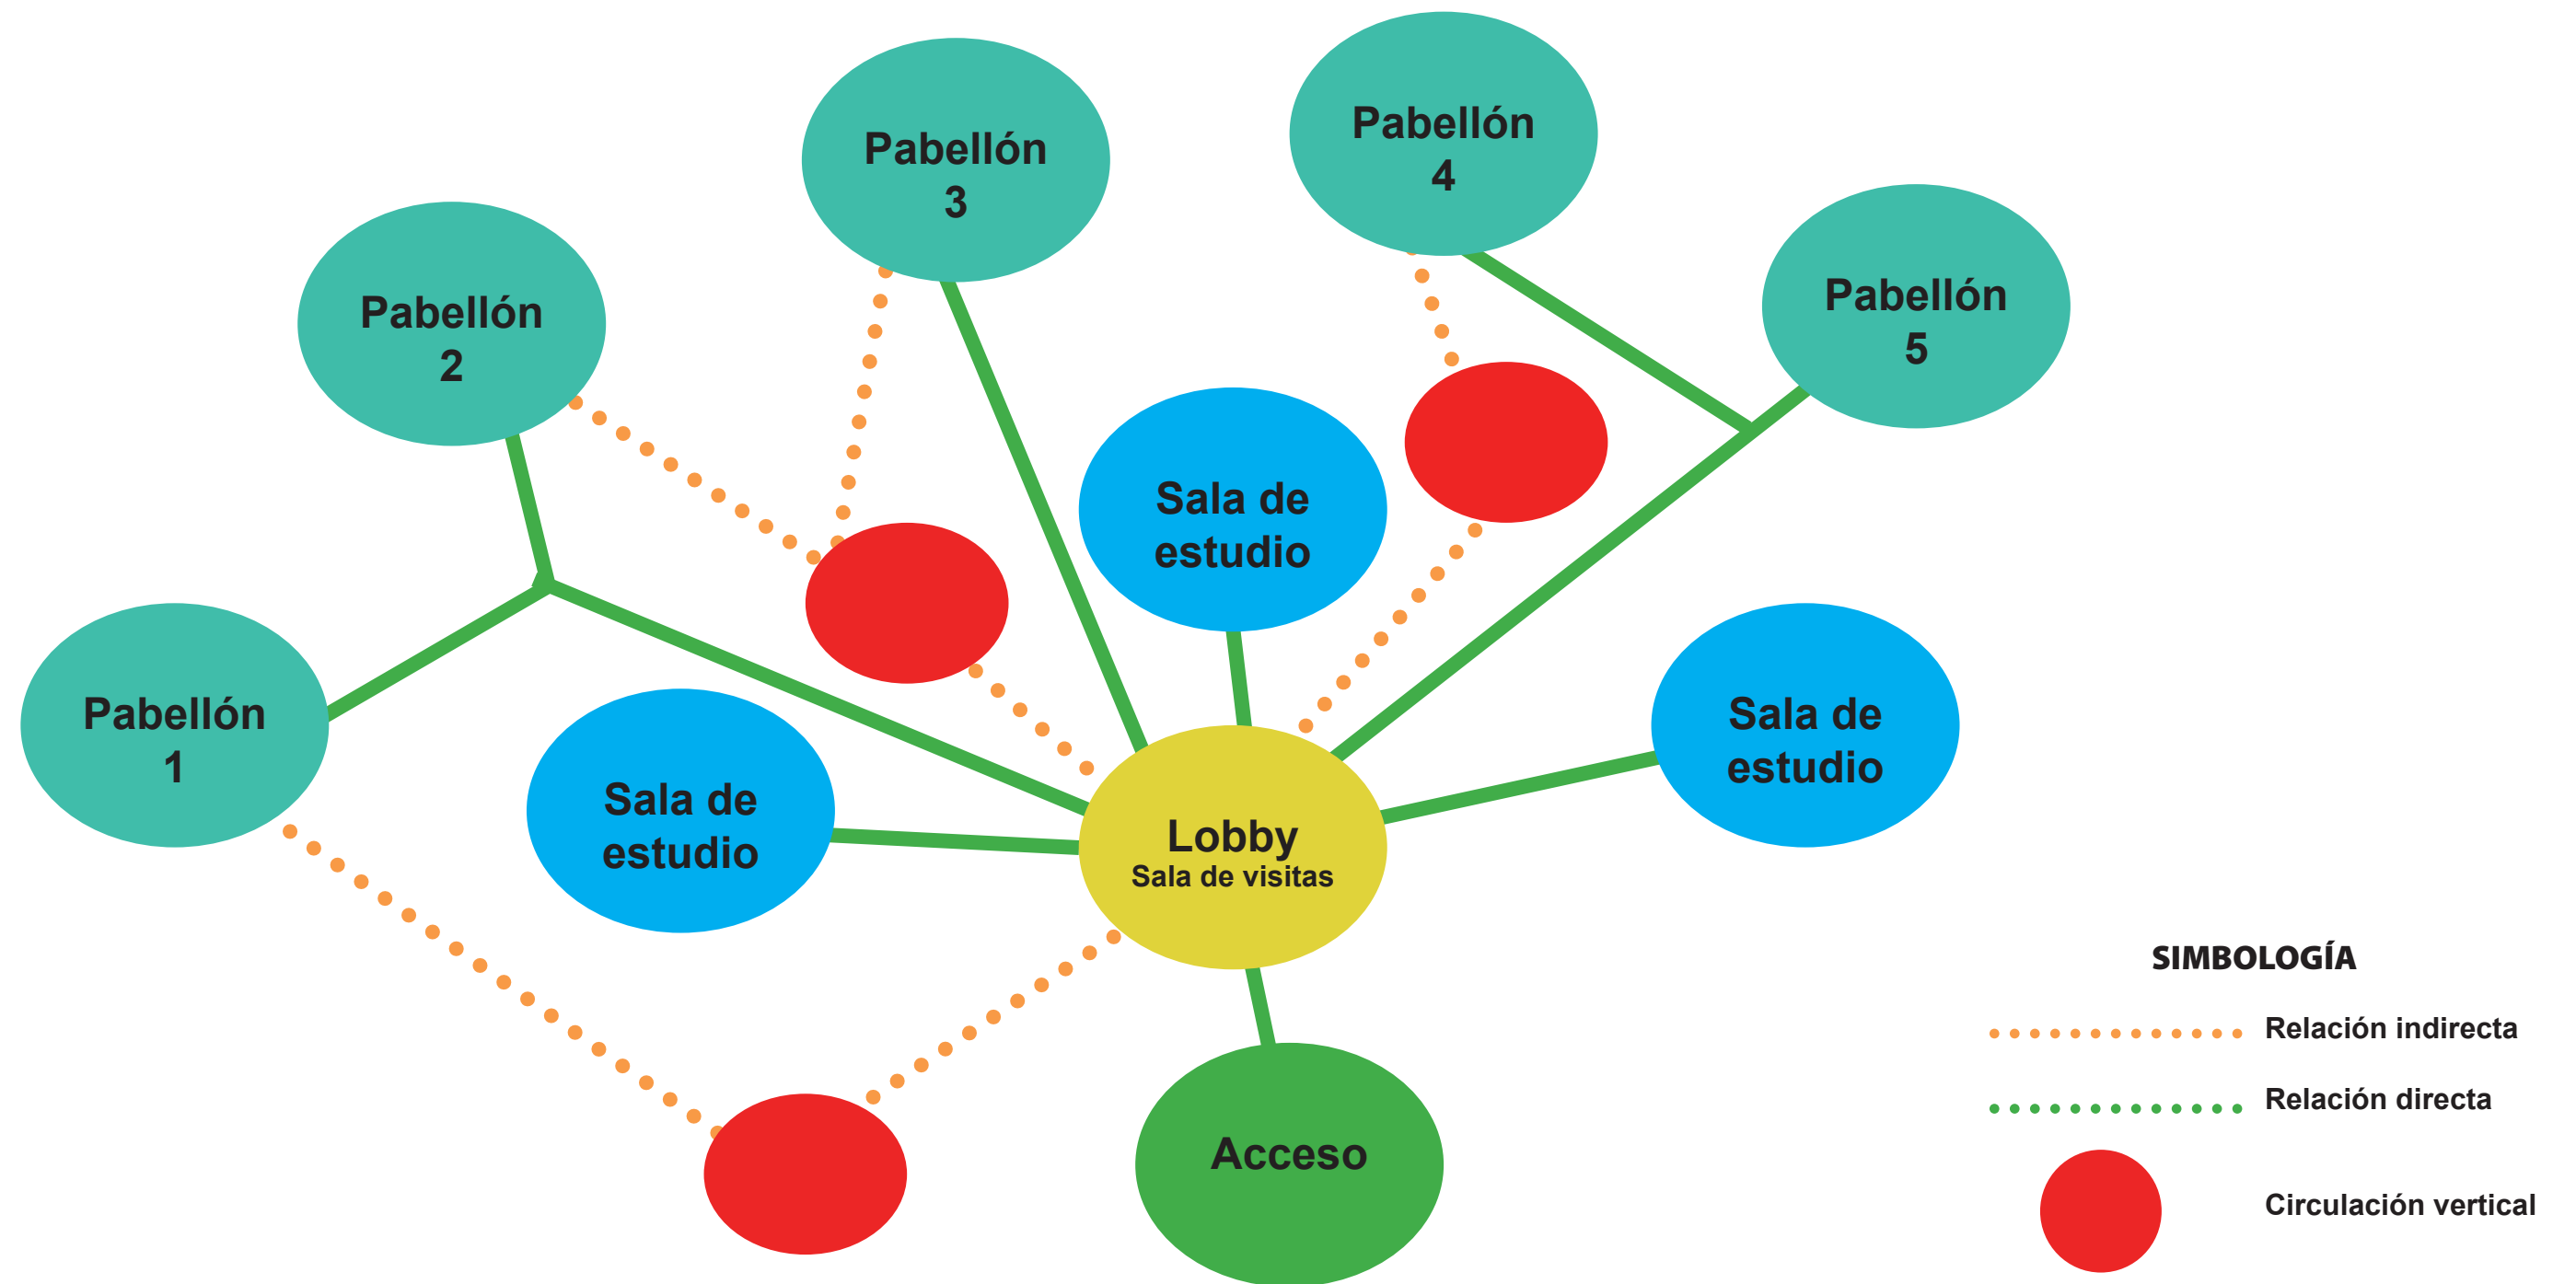 Pabellón
4
Pabellón
3
Pabellón
5
Pabellón
2
Sala de
estudio
Pabellón
1
Sala de
estudio
Sala de
estudio
Lobby
Sala de visitas
Acceso
SIMBOLOGÍA
Relación indirecta
Relación directa
Circulación vertical